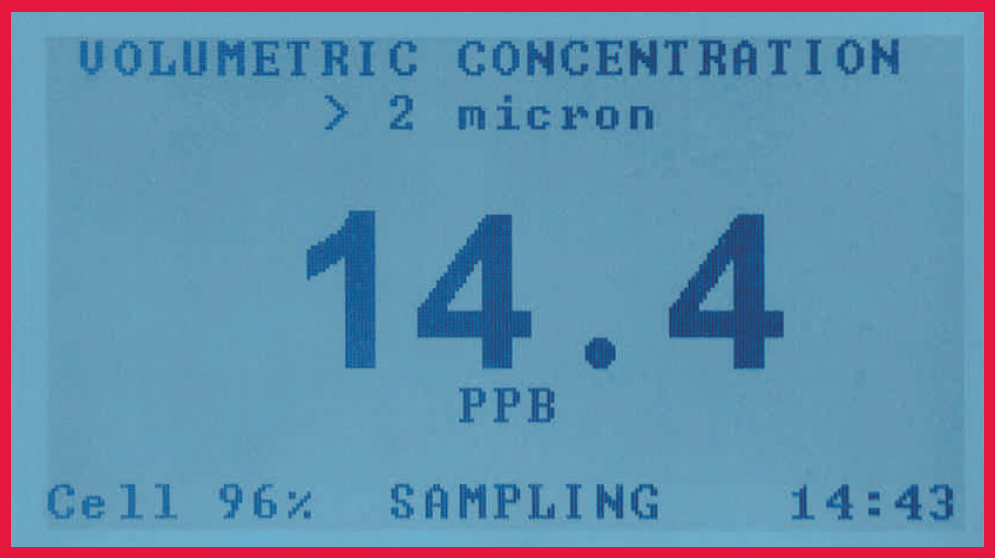 VOLUMETRIC CONCENTRATION
> 2 micron
14.4
PPB
Cell 96% SAMPLING 14:43